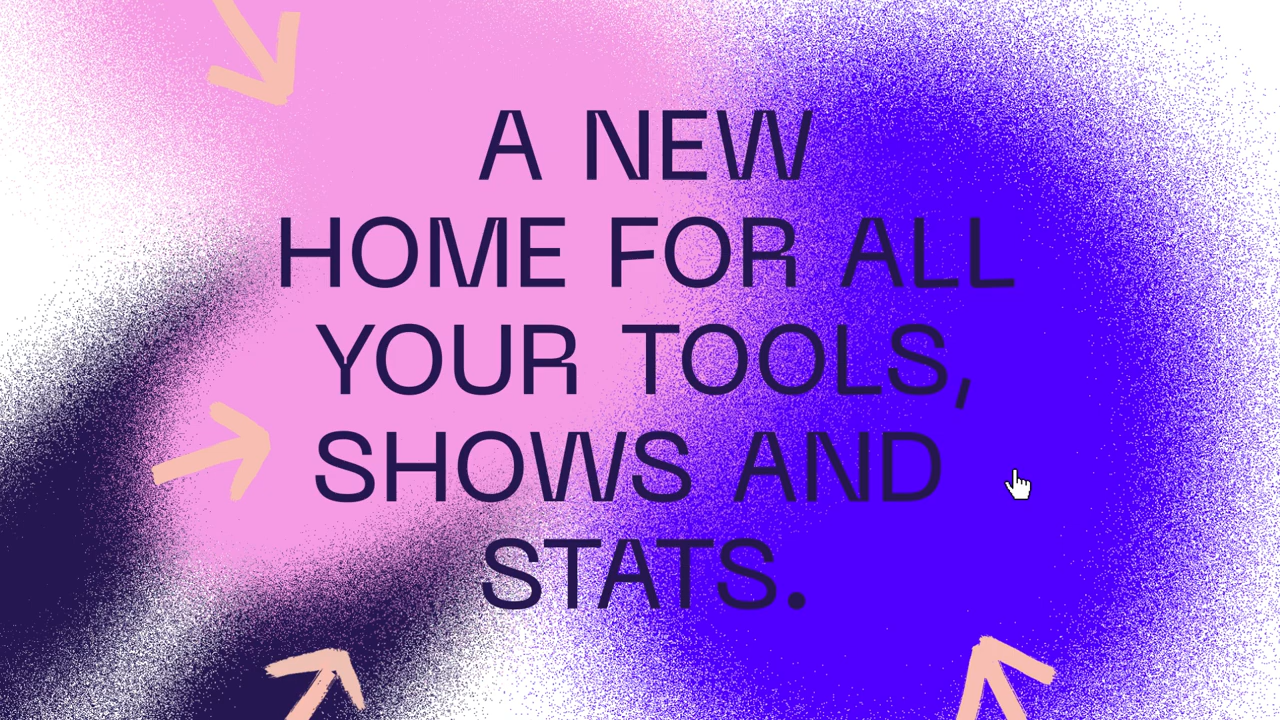 A NEW
HOME FOR ALL
YOUR TOOLS,
SHOWS AND
STATS.